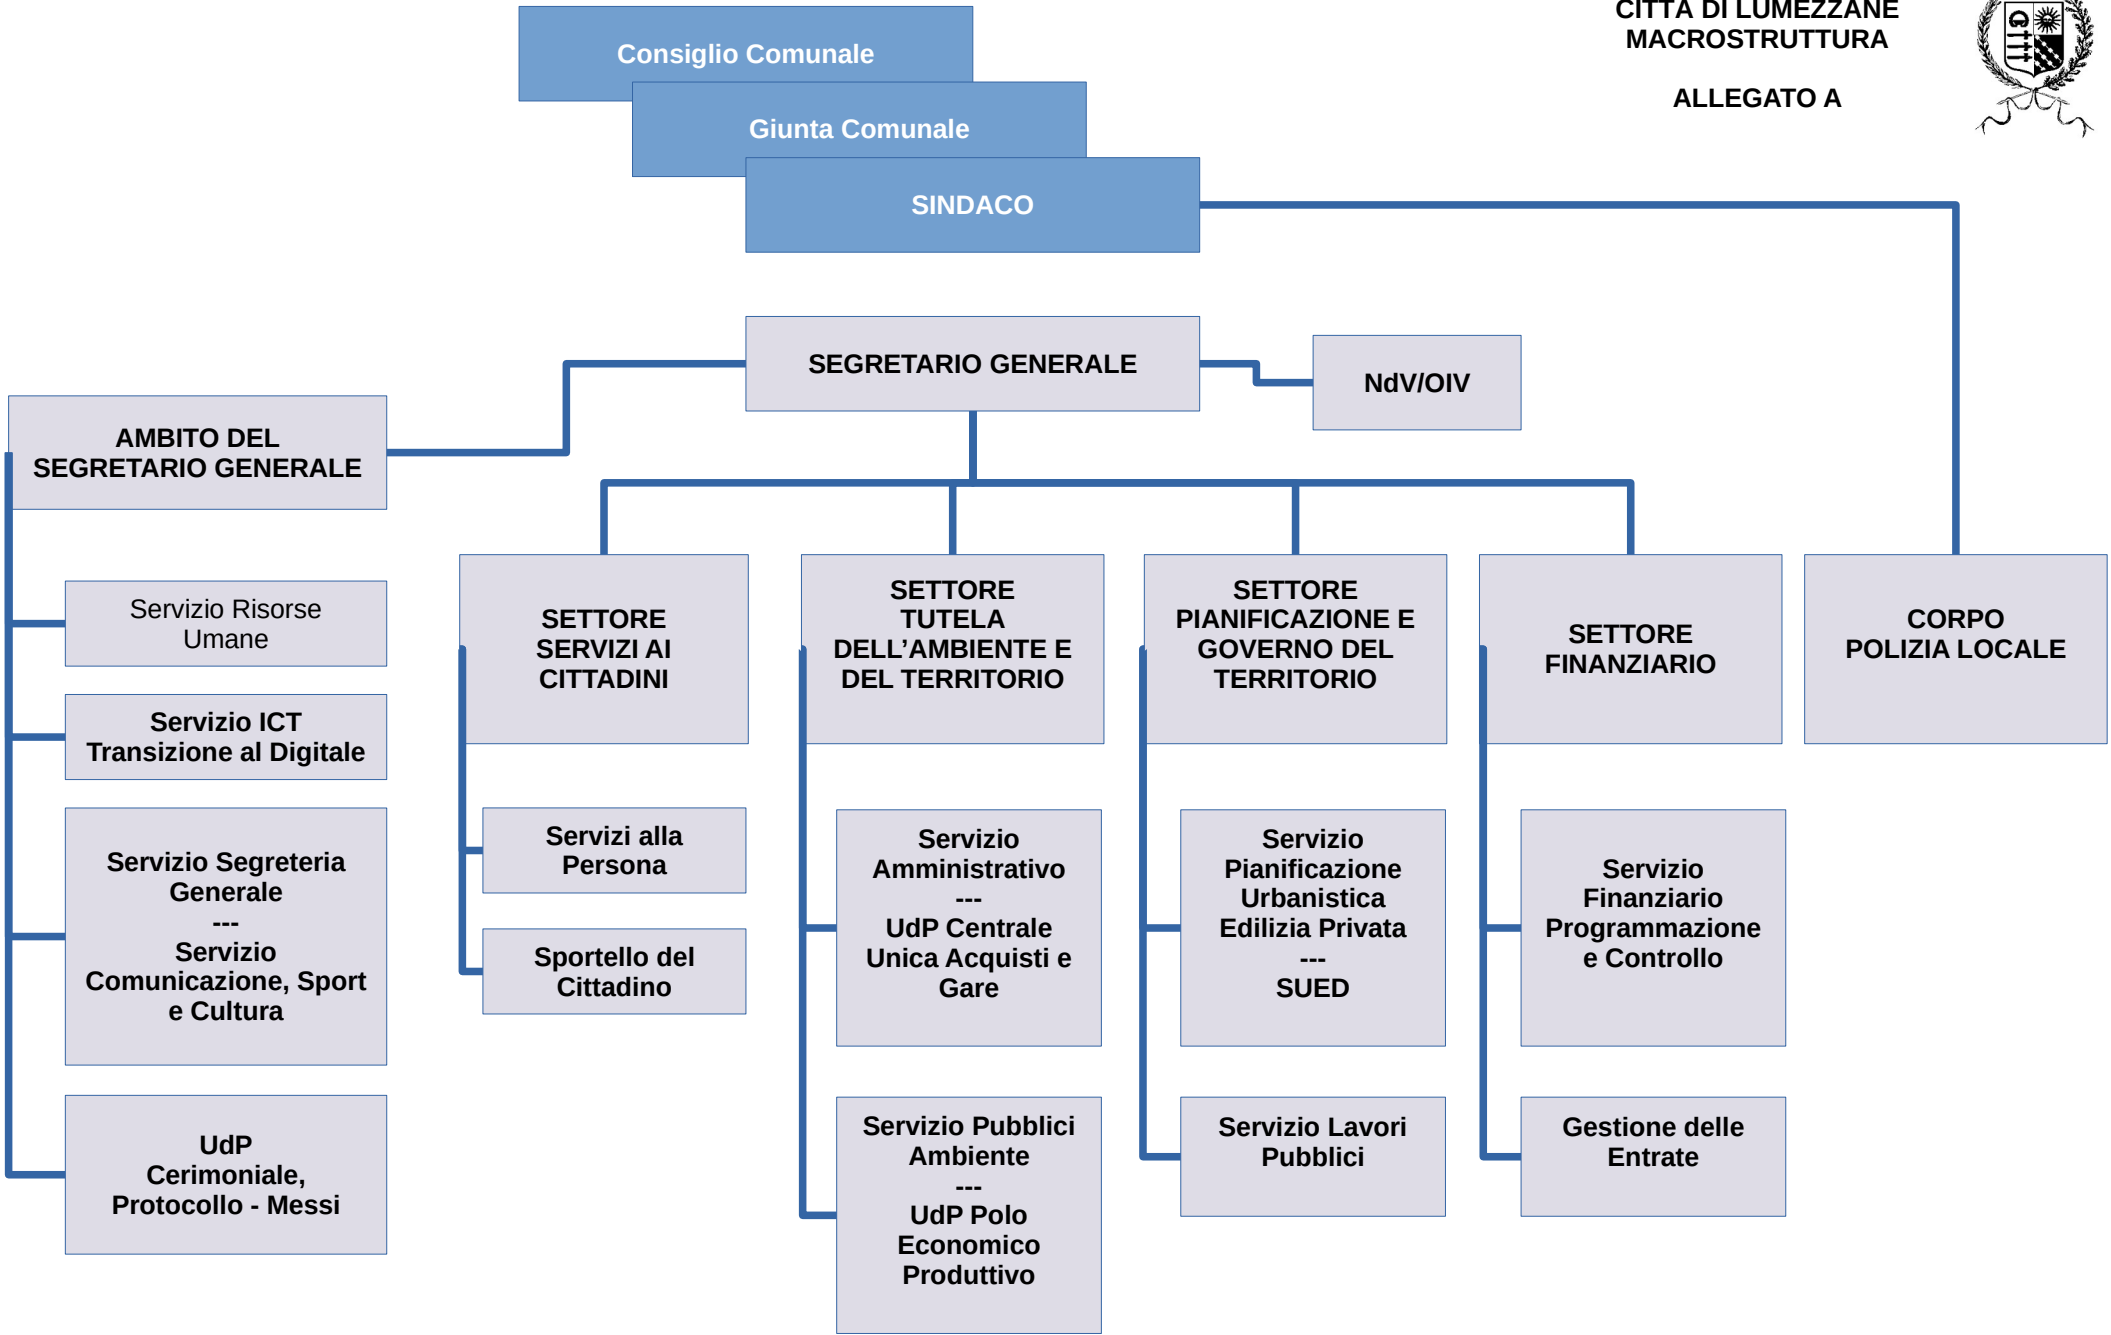 CITTÀ DI LUMEZZANE
MACROSTRUTTURA
ALLEGATO A
Consiglio Comunale
Giunta Comunale
SINDACO
SEGRETARIO GENERALE
NdV/OIV
AMBITO DEL
SEGRETARIO GENERALE
Servizio Risorse
Umane
Servizio ICT
Transizione al Digitale
Servizio Segreteria
Generale
---
Servizio
Comunicazione, Sport
e Cultura
UdP
Cerimoniale,
Protocollo - Messi
SETTORE
SERVIZI AI
CITTADINI
Servizi alla
Persona
Sportello del
Cittadino
SETTORE
TUTELA
DELL’AMBIENTE E
DEL TERRITORIO
Servizio
Amministrativo
---
UdP Centrale
Unica Acquisti e
Gare
Servizio Pubblici
Ambiente
---
UdP Polo
Economico
Produttivo
SETTORE
PIANIFICAZIONE E
GOVERNO DEL
TERRITORIO
Servizio
Pianificazione
Urbanistica
Edilizia Privata
---
SUED
Servizio Lavori
Pubblici
SETTORE
FINANZIARIO
Servizio
Finanziario
Programmazione
e Controllo
Gestione delle
Entrate
CORPO
POLIZIA LOCALE